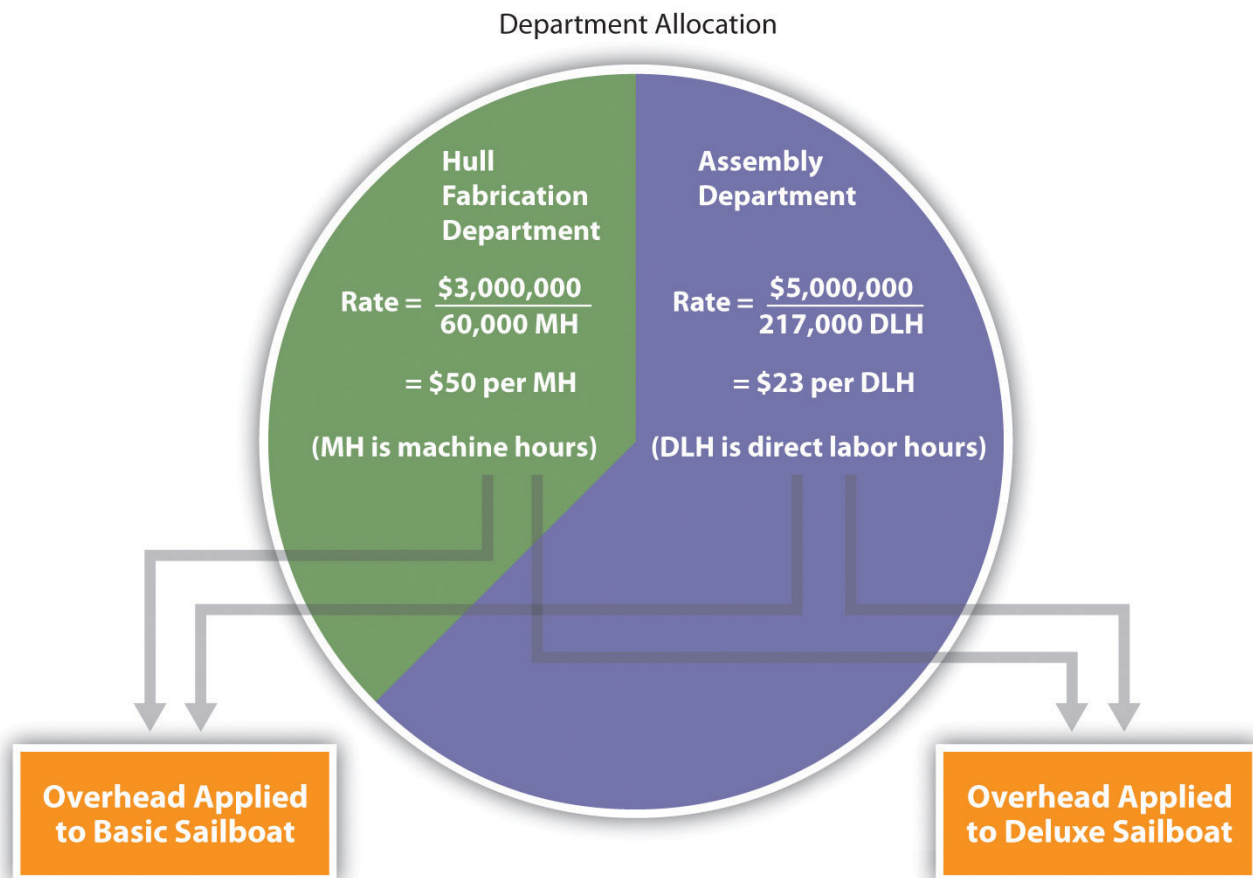 Department Allocation
Hull
Fabrication
Department
Rate = $3,000,000
60,000 MH
= $50 per MH
(MH is machine hours)
Assembly
Department
Rate = $5,000,000
217,000 DLH
= $23 per DLH
(DLH is direct labor hours)
Overhead Applied
to Basic Sailboat
Overhead Applied
to Deluxe Sailboat